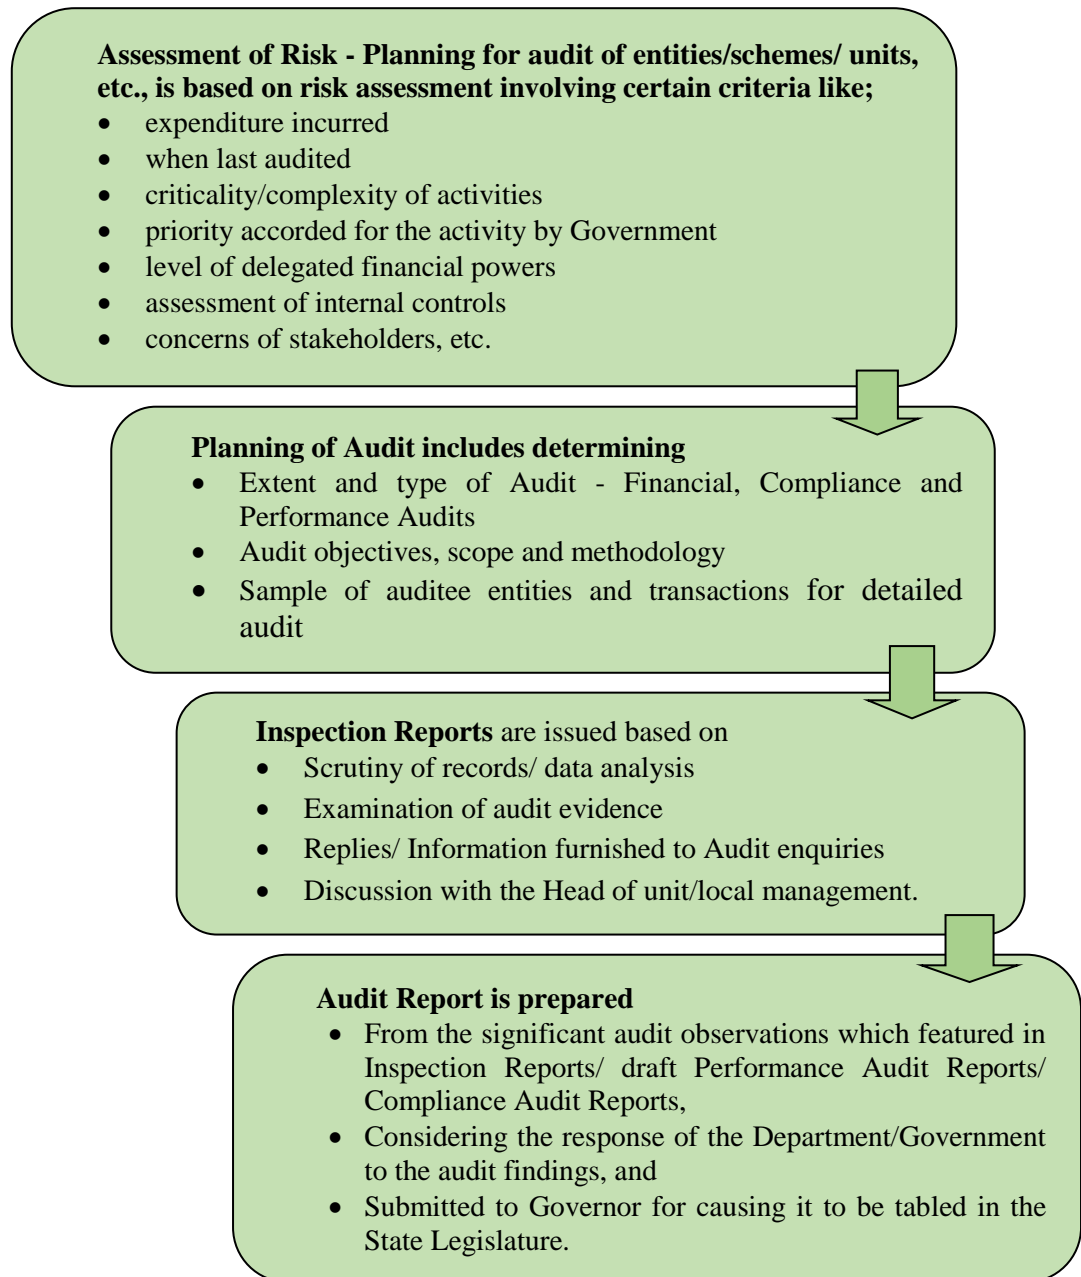 Assessment of Risk - Planning for audit of entities/schemes/ units,
etc., is based on risk assessment involving certain criteria like;
• expenditure incurred
• when last audited
• criticality/complexity of activities
• priority accorded for the activity by Government
• level of delegated financial powers
• assessment of internal controls
• concerns of stakeholders, etc.
Planning of Audit includes determining
• Extent and type of Audit - Financial, Compliance and
Performance Audits
• Audit objectives, scope and methodology
• Sample of auditee entities and transactions for detailed
audit
Inspection Reports are issued based on
• Scrutiny of records/ data analysis
• Examination of audit evidence
• Replies/ Information furnished to Audit enquiries
• Discussion with the Head of unit/local management.
Audit Report is prepared
• From the significant audit observations which featured in
Inspection Reports/ draft Performance Audit Reports/
Compliance Audit Reports,
• Considering the response of the Department/Government
to the audit findings, and
• Submitted to Governor for causing it to be tabled in the
State Legislature.